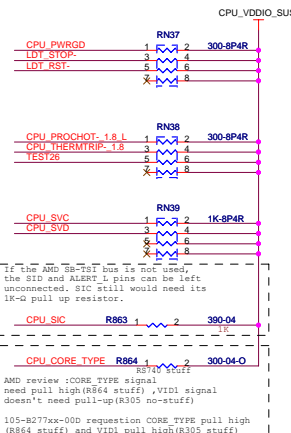 CPU_VDDIO_SUS
RN37
CPU_PWRGD 1 2 300-8P4R
LDT_STOP- 3 4
LDT_RST- 5 6
7 8
RN38
CPU_PROCHOT-_1.8_L 1 2 300-8P4R
CPU_THERMTRIP-_1.8 3 4
TEST26 5 6
7 8
RN39
CPU_SVC 1 2 1K-8P4R
CPU_SVD 3 4
5 6
7 8
If the AMD SB-TSI bus is not used,
the SID and ALERT_L pins can be left
unconnected. SIC still would need its
1K-Ω pull up resistor.
CPU_SIC R863 1 2 390-04
1K
CPU_CORE_TYPE R864 1 2 300-04-O
RS740 stuff
AMD review :CORE_TYPE signal
need pull high(R864 stuff) ,VID1 signal
doesn't need pull-up(R305 no-stuff)
105-B277xx-00D requestion CORE_TYPE pull high
(R864 stuff) and VID1 pull high(R305 stuff)